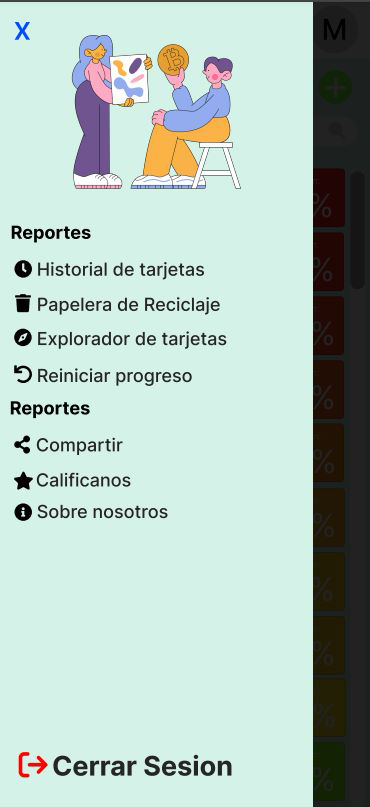 X
M
Reportes
Historial de tarjetas
Papelera de Reciclaje
Explorador de tarjetas
Reiniciar progreso
Reportes
Compartir
Calificanos
Sobre nosotros
Cerrar Sesion
%
%
%
%
%
%
%
%
%
%